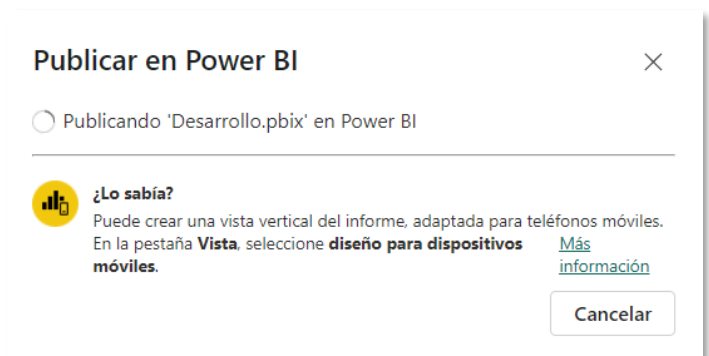 Publicar en Power BI
Publicando 'Desarrollo.pbix' en Power BI
¿Lo sabía?
Puede crear una vista vertical del informe, adaptada para teléfonos móviles.
En la pestaña Vista, seleccione diseño para dispositivos móviles.
Más información
Cancelar